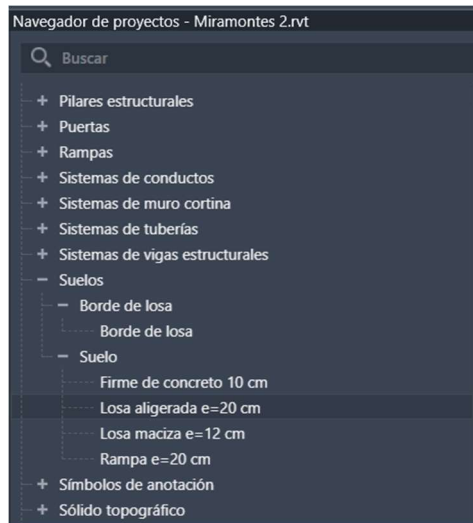 Navegador de proyectos - Miramontes 2.rvt
Buscar
Pilares estructurales
Puertas
Rampas
Sistemas de conductos
Sistemas de muro cortina
Sistemas de tuberías
Sistemas de vigas estructurales
Suelos
Borde de losa
Borde de losa
Suelo
Firme de concreto 10 cm
Losa aligerada e=20 cm
Losa maciza e=12 cm
Rampa e=20 cm
Símbolos de anotación
Sólido topográfico